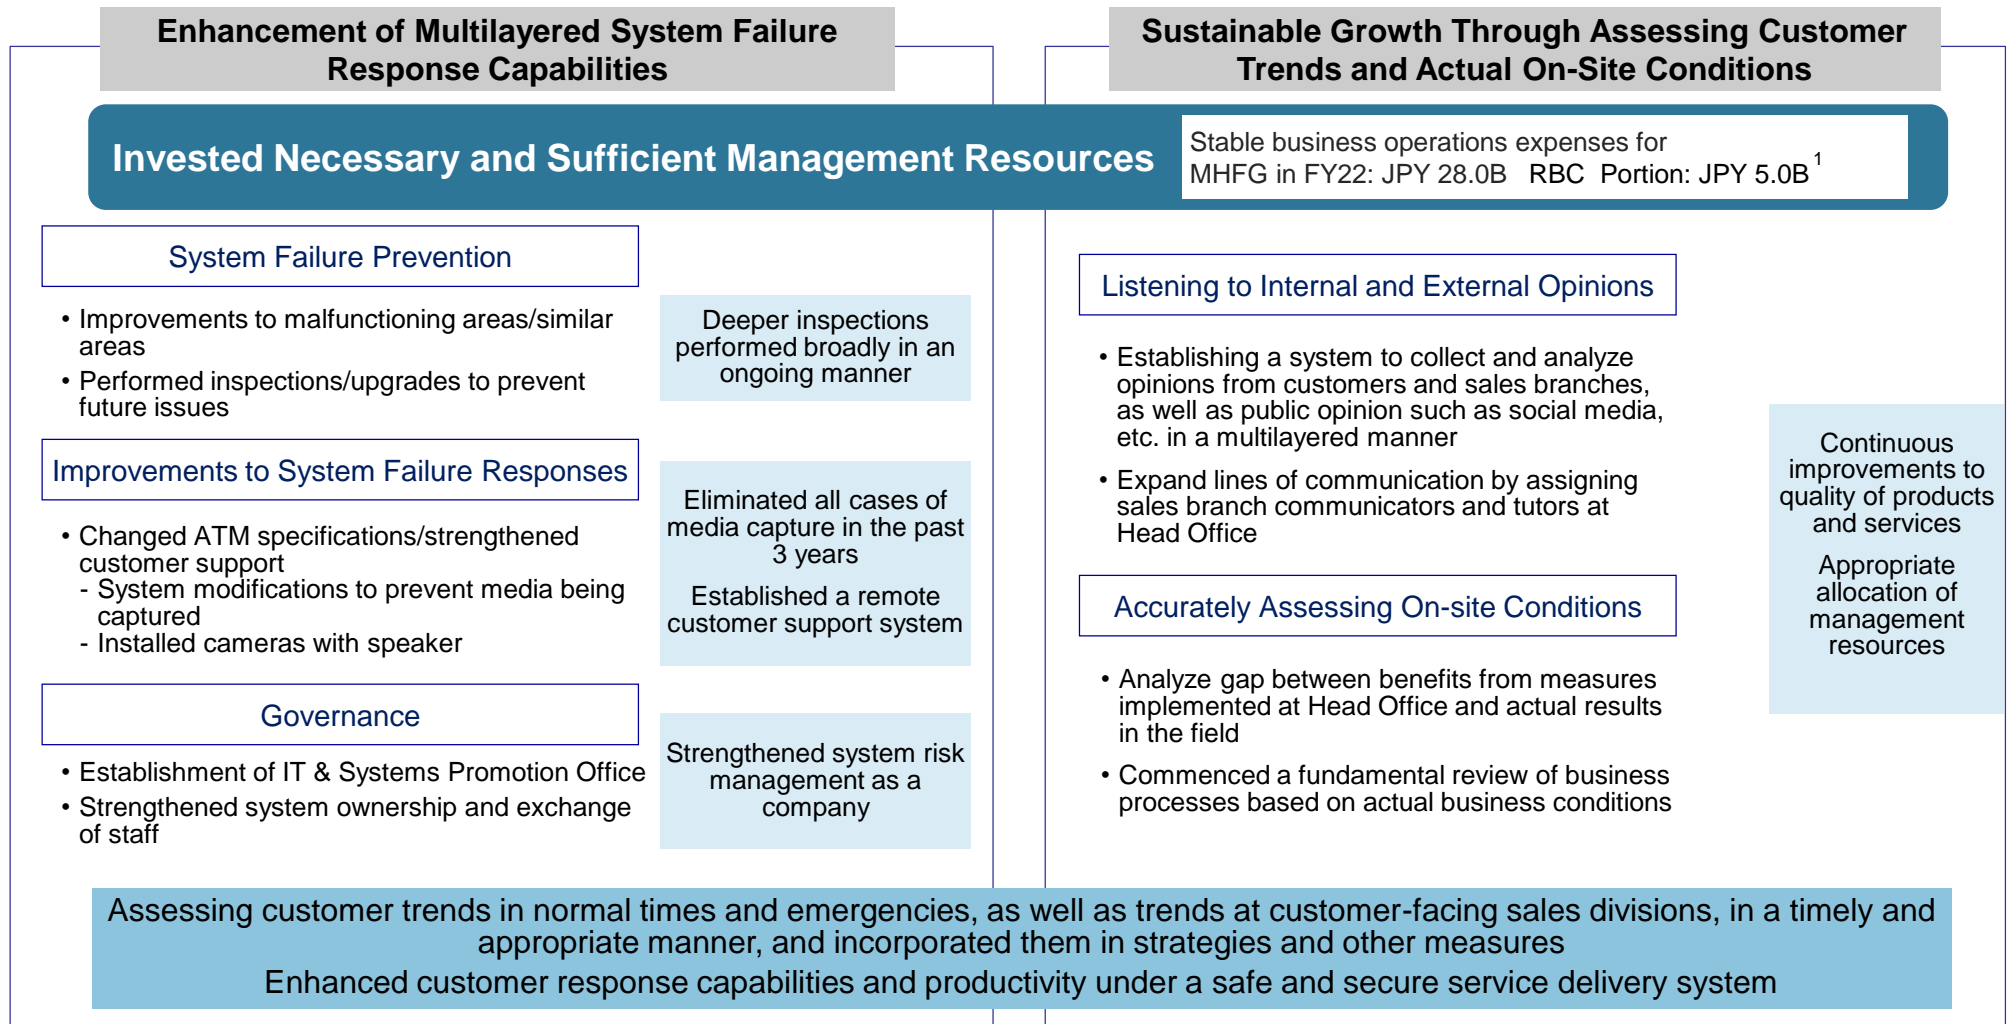 Enhancement of Multilayered System Failure
Response Capabilities
Sustainable Growth Through Assessing Customer
Trends and Actual On-Site Conditions
Invested Necessary and Sufficient Management Resources
Stable business operations expenses for
MHFG in FY22: JPY 28.0B RBC Portion: JPY 5.0B 1
System Failure Prevention
• Improvements to malfunctioning areas/similar
areas
• Performed inspections/upgrades to prevent
future issues
Deeper inspections
performed broadly in an
ongoing manner
Improvements to System Failure Responses
• Changed ATM specifications/strengthened
customer support
- System modifications to prevent media being
captured
- Installed cameras with speaker
Eliminated all cases of
media capture in the past
3 years
Established a remote
customer support system
Governance
• Establishment of IT & Systems Promotion Office
• Strengthened system ownership and exchange
of staff
Strengthened system risk
management as a
company
Listening to Internal and External Opinions
• Establishing a system to collect and analyze
opinions from customers and sales branches,
as well as public opinion such as social media,
etc. in a multilayered manner
• Expand lines of communication by assigning
sales branch communicators and tutors at
Head Office
Accurately Assessing On-site Conditions
• Analyze gap between benefits from measures
implemented at Head Office and actual results
in the field
• Commenced a fundamental review of business
processes based on actual business conditions
Continuous
improvements to
quality of products
and services
Appropriate
allocation of
management
resources
Assessing customer trends in normal times and emergencies, as well as trends at customer-facing sales divisions, in a timely and
appropriate manner, and incorporated them in strategies and other measures
Enhanced customer response capabilities and productivity under a safe and secure service delivery system